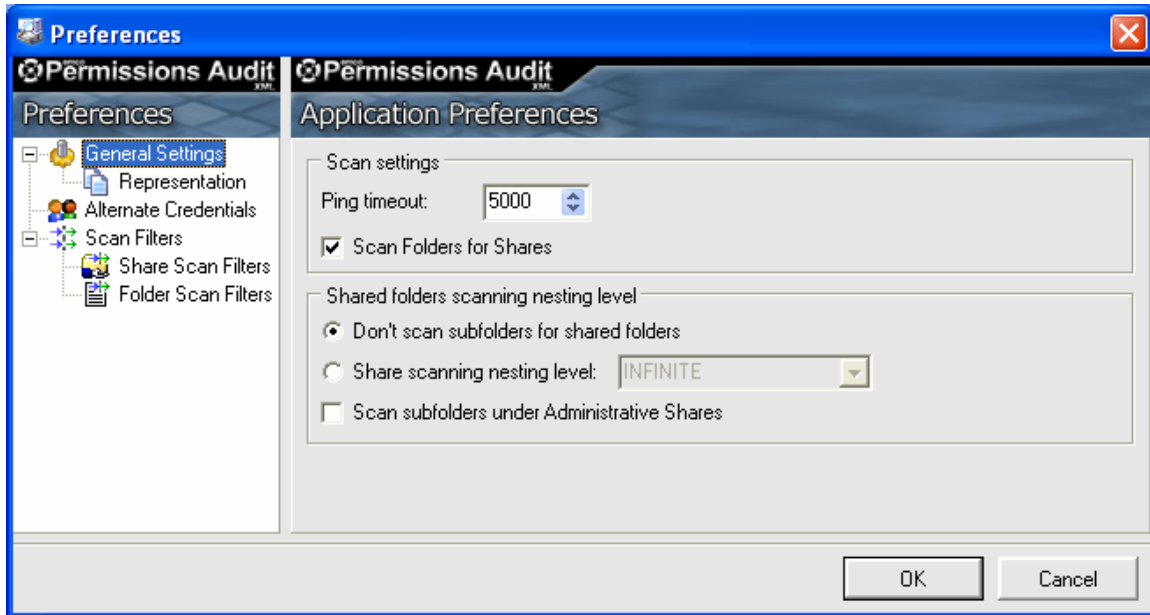 Preferences
Permissions Audit
XML
Preferences
General Settings
Representation
Alternate Credentials
Scan Filters
Share Scan Filters
Folder Scan Filters
Permissions Audit
XML
Application Preferences
Scan settings
Ping timeout: 5000
Scan Folders for Shares
Shared folders scanning nesting level
Don't scan subfolders for shared folders
Share scanning nesting level: INFINITE
Scan subfolders under Administrative Shares
OK Cancel